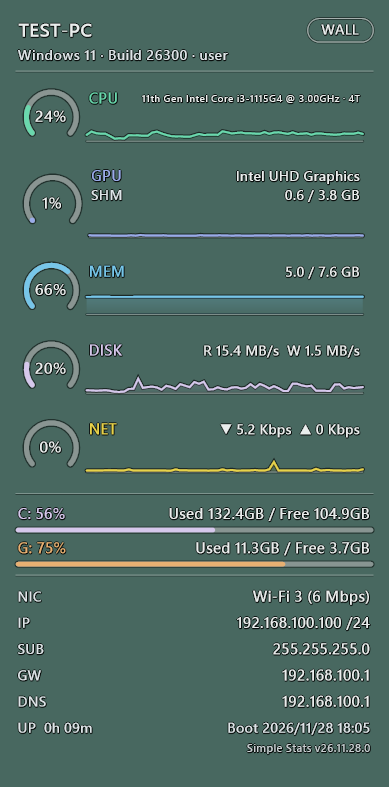 TEST-PC WALL
Windows 11 · Build 26300 · user
24% CPU 11th Gen Intel Core i3-1115G4 @ 3.00GHz · 4T
GPU Intel UHD Graphics
SHM 0.6 / 3.8 GB
1%
MEM 5.0 / 7.6 GB
66%
DISK R 15.4 MB/s W 1.5 MB/s
20%
NET ▼ 5.2 Kbps ▲ 0 Kbps
0%
C: 56% Used 132.4GB / Free 104.9GB
G: 75% Used 11.3GB / Free 3.7GB
NIC Wi-Fi 3 (6 Mbps)
IP 192.168.100.100 /24
SUB 255.255.255.0
GW 192.168.100.1
DNS 192.168.100.1
UP 0h 09m Boot 2026/11/28 18:05
Simple Stats v26.11.28.0